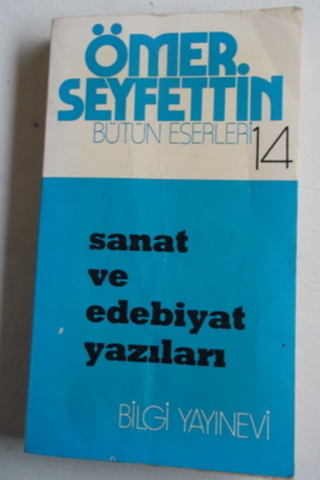 ÖMER
SEYFETTİN
BÜTÜN ESERLERİ 14
sanat
ve
edebiyat
yazıları
BİLGİ YAYINEVİ